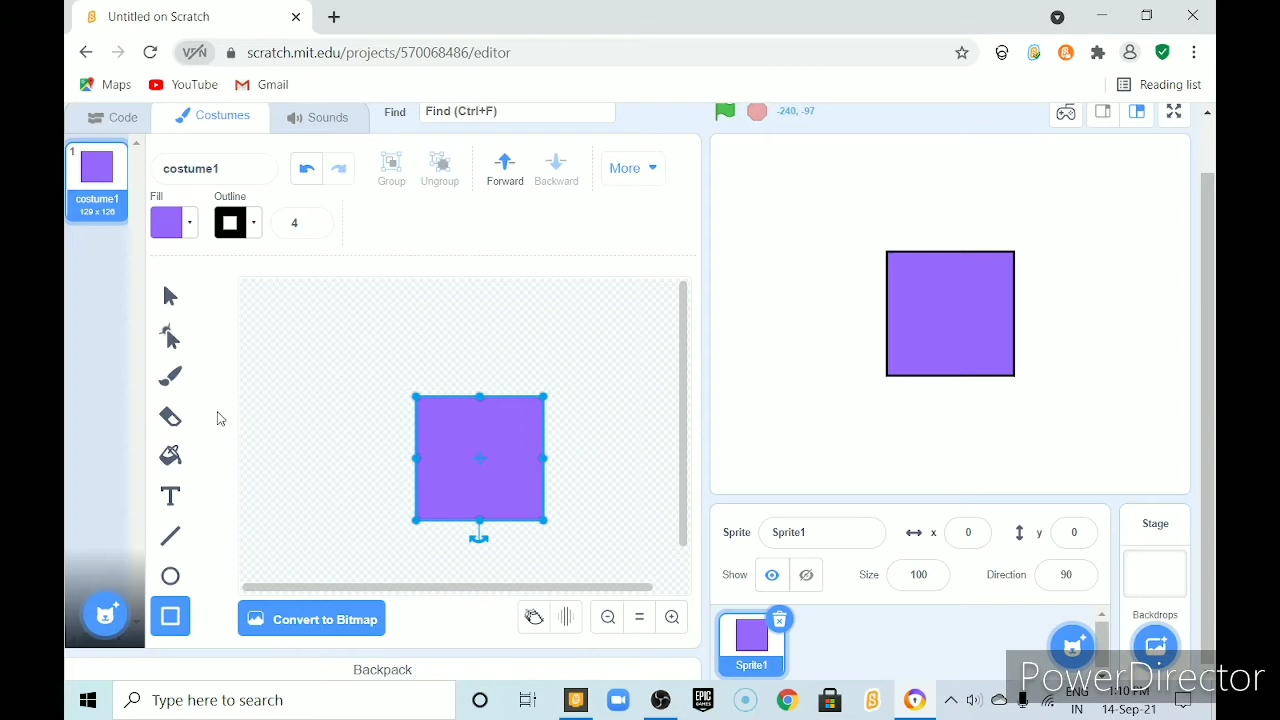 Untitled on Scratch
VPN scratch.mit.edu/projects/570068486/editor
Maps YouTube Gmail Reading list
Code Costumes Sounds Find Find (Ctrl+F) -240, -97
1 costume1 Group Ungroup Forward Backward More
costume1
129 x 126
Fill Outline
4
Sprite Sprite1 x 0 y 0 Stage
Show Size 100 Direction 90
Convert to Bitmap =
Backdrops
Sprite1
Backpack
PowerDirector
Type here to search ENG
IN 14-Sep-21